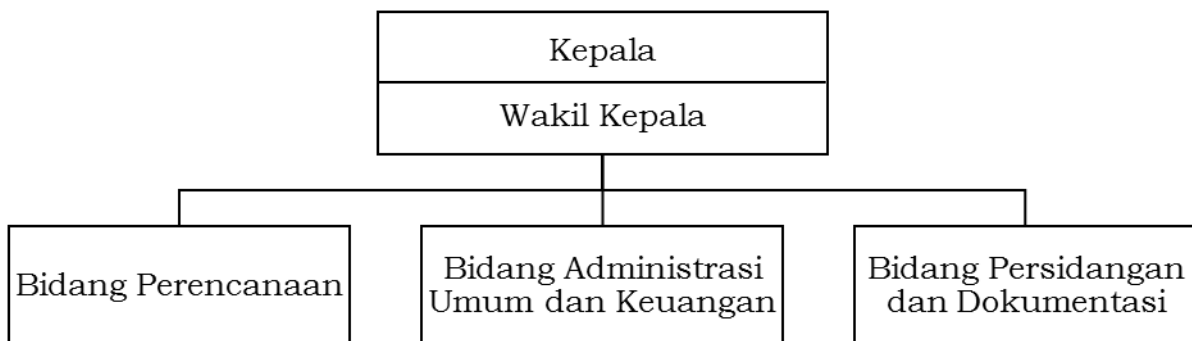 Kepala
Wakil Kepala
Bidang Perencanaan
Bidang Administrasi
Umum dan Keuangan
Bidang Persidangan
dan Dokumentasi